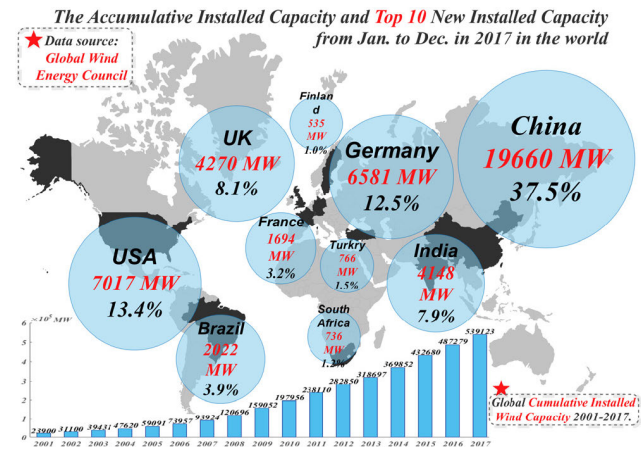 The Accumulative Installed Capacity and Top 10 New Installed Capacity
from Jan. to Dec. in 2017 in the world
Data source:
Global Wind
Energy Council
Finlan
d
535
MW
1.0%
UK
4270 MW
8.1%
Germany
6581 MW
12.5%
China
19660 MW
37.5%
France
1694
MW
3.2%
Turkry
766
MW
1.5%
India
4148
MW
7.9%
USA
7017 MW
13.4%
Brazil
2022
MW
3.9%
South
Africa
736
MW
1.2%
×10⁵ MW
6
5
4
3
2
1
0
23900 31100 39431 47620 59091 73957 93924 120696 159052 197956 238110 282850 318697 369852 432680 487279 539123
2001 2002 2003 2004 2005 2006 2007 2008 2009 2010 2011 2012 2013 2014 2015 2016 2017
Global Cumulative Installed
Wind Capacity 2001-2017.